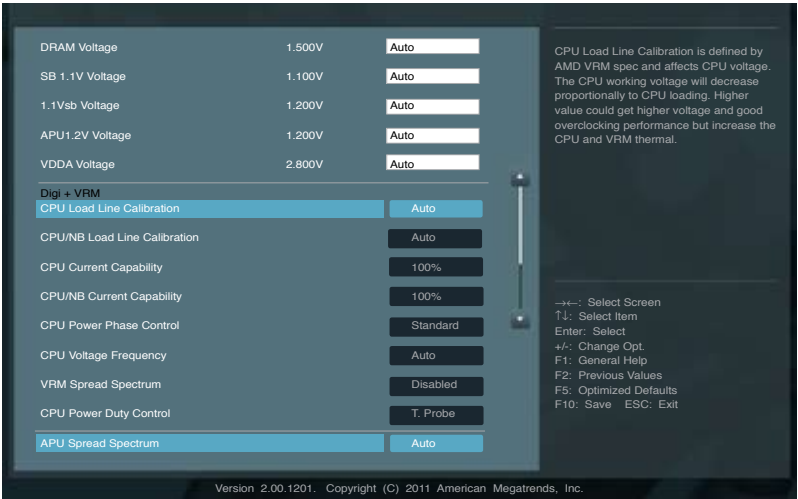 DRAM Voltage 1.500V Auto
SB 1.1V Voltage 1.100V Auto
1.1Vsb Voltage 1.200V Auto
APU1.2V Voltage 1.200V Auto
VDDA Voltage 2.800V Auto
Digi + VRM
CPU Load Line Calibration Auto
CPU/NB Load Line Calibration Auto
CPU Current Capability 100%
CPU/NB Current Capability 100%
CPU Power Phase Control Standard
CPU Voltage Frequency Auto
VRM Spread Spectrum Disabled
CPU Power Duty Control T. Probe
APU Spread Spectrum Auto
CPU Load Line Calibration is defined by
AMD VRM spec and affects CPU voltage.
The CPU working voltage will decrease
proportionally to CPU loading. Higher
value could get higher voltage and good
overclocking performance but increase the
CPU and VRM thermal.
→←: Select Screen
↑↓: Select Item
Enter: Select
+/-: Change Opt.
F1: General Help
F2: Previous Values
F5: Optimized Defaults
F10: Save ESC: Exit
Version 2.00.1201. Copyright (C) 2011 American Megatrends, Inc.